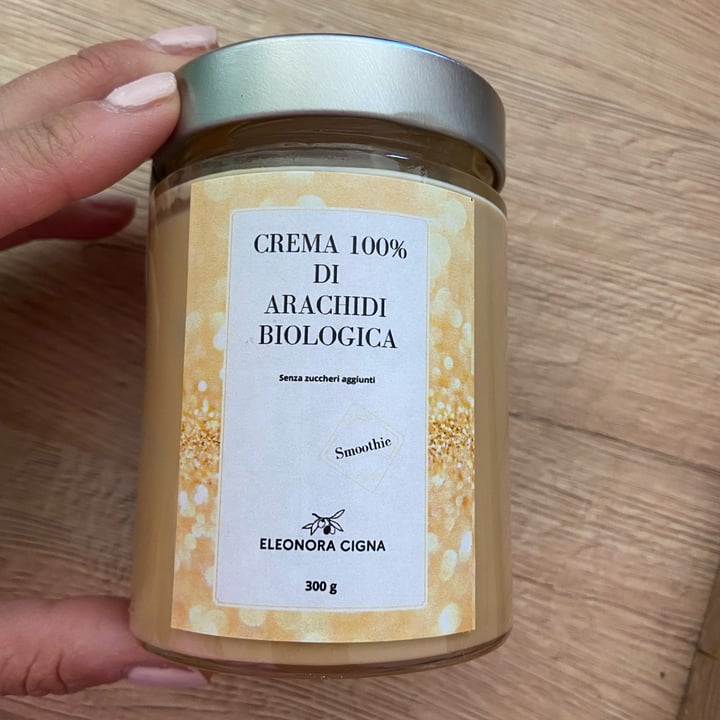 CREMA 100%
DI
ARACHIDI
BIOLOGICA
Senza zuccheri aggiunti
Smoothie
ELEONORA CIGNA
300 g